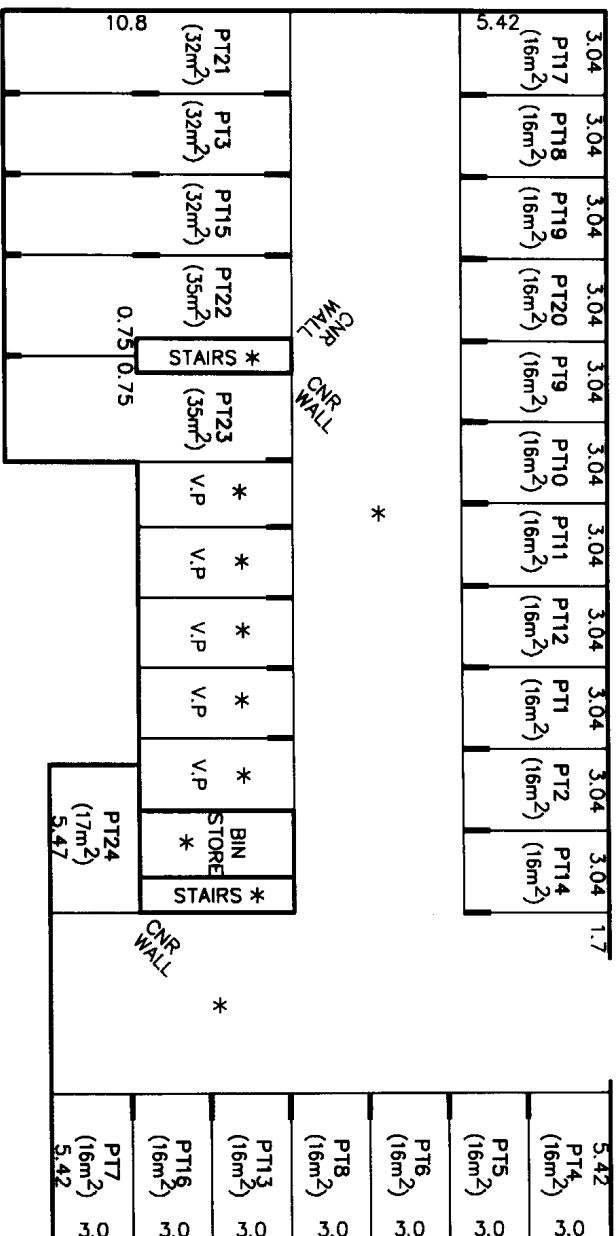 10.8
PT21
(32m²)
PT3
(32m²)
PT15
(32m²)
PT22
(35m²)
0.75
0.75
STAIRS *
PT23
(35m²)
CNR
WALL
CNR
WALL
*
V.P
*
V.P
*
V.P
*
V.P
*
V.P
*
BIN
STORE
*
STAIRS *
PT24
(17m²)
5.47
CNR
WALL
*
5.42
3.04
PT17
(16m²)
3.04
PT18
(16m²)
3.04
PT19
(16m²)
3.04
PT20
(16m²)
3.04
PT9
(16m²)
3.04
PT10
(16m²)
3.04
PT11
(16m²)
3.04
PT12
(16m²)
3.04
PT1
(16m²)
3.04
PT2
(16m²)
3.04
PT14
(16m²)
1.7
5.42
PT4
(16m²)
3.0
PT5
(16m²)
3.0
PT6
(16m²)
3.0
PT8
(16m²)
3.0
PT13
(16m²)
3.0
PT16
(16m²)
3.0
PT7
(16m²)
5.42
3.0